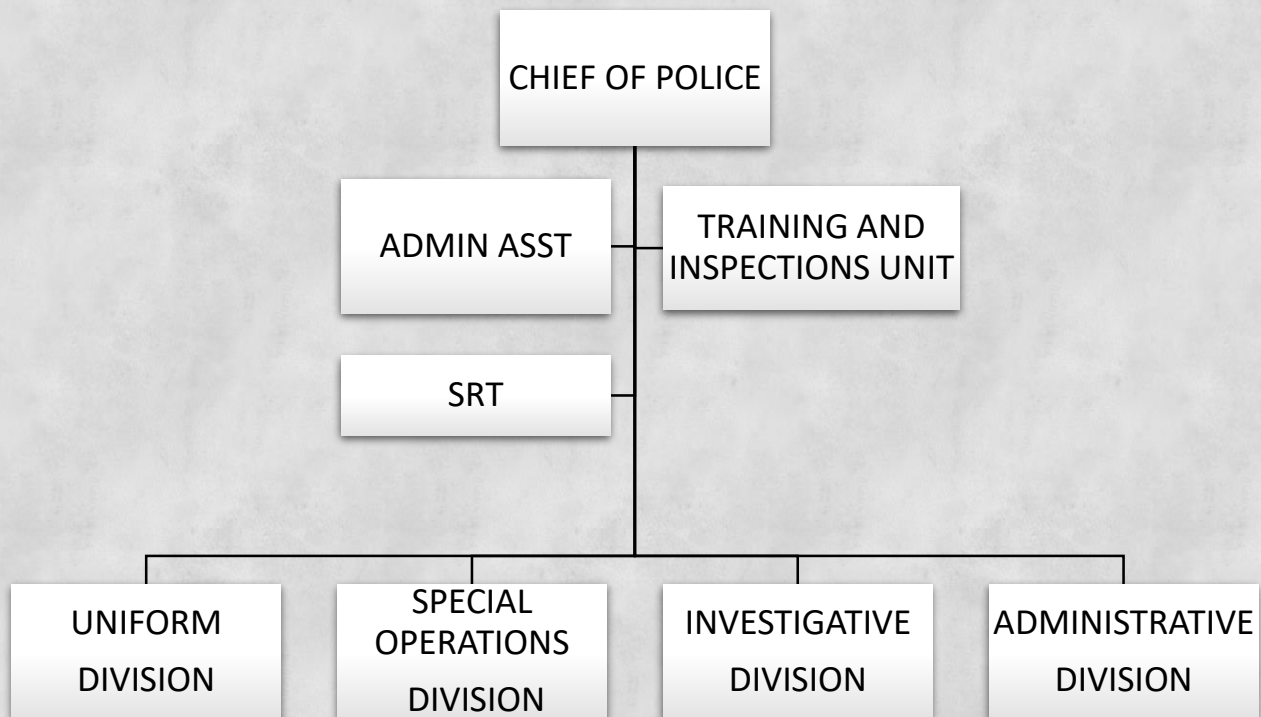 CHIEF OF POLICE
ADMIN ASST
TRAINING AND
INSPECTIONS UNIT
SRT
UNIFORM
DIVISION
SPECIAL
OPERATIONS
DIVISION
INVESTIGATIVE
DIVISION
ADMINISTRATIVE
DIVISION